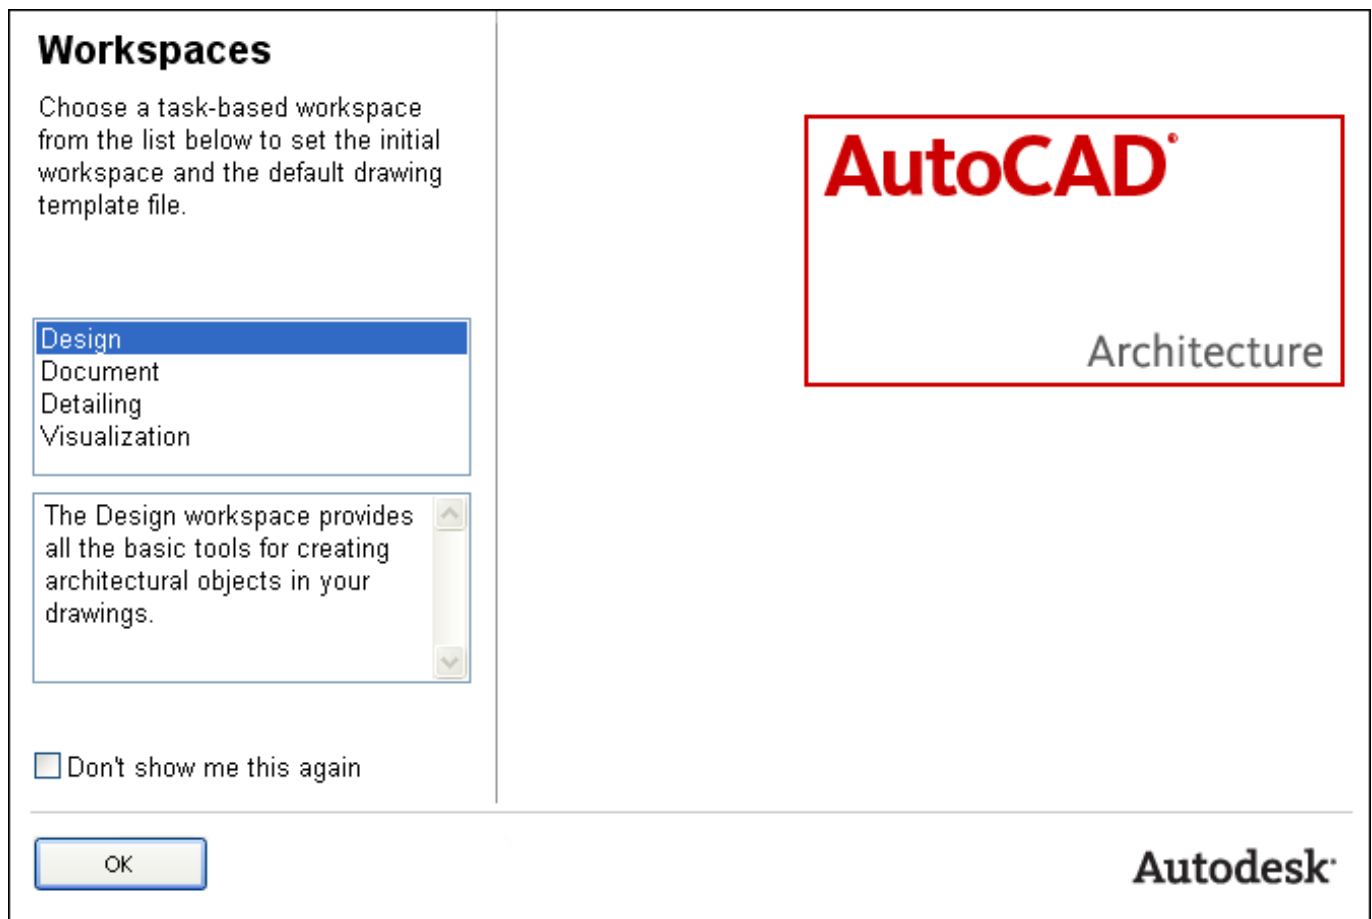 Workspaces
Choose a task-based workspace
from the list below to set the initial
workspace and the default drawing
template file.
Design
Document
Detailing
Visualization
The Design workspace provides
all the basic tools for creating
architectural objects in your
drawings.
Don't show me this again
OK
AutoCAD
Architecture
Autodesk